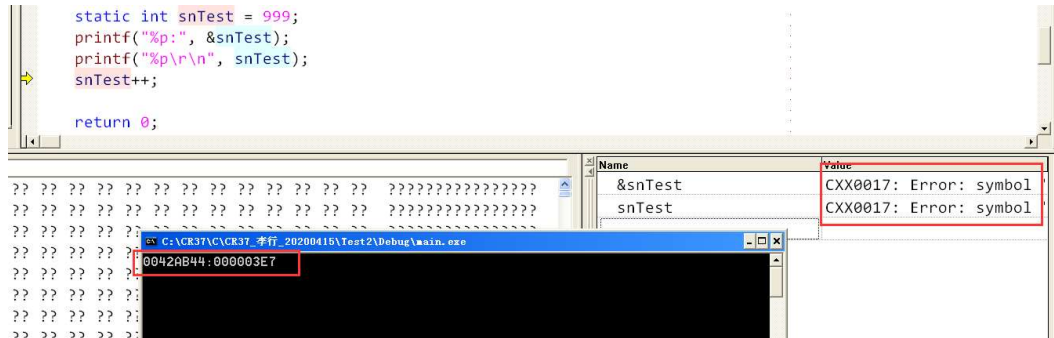 static int snTest = 999;
printf("%p:", &snTest);
printf("%p\r\n", snTest);
snTest++;
return 0;
Name Value
&snTest CXX0017: Error: symbol
snTest CXX0017: Error: symbol
?? ?? ?? ?? ?? ?? ?? ?? ?? ?? ?? ?? ?? ????????????????
?? ?? ?? ?? ?? ?? ?? ?? ?? ?? ?? ?? ?? ????????????????
?? ?? ?? ?? ?? ?? ?? ?? ?? ?? ?? ?? ?? ????????????????
?? ?? ?? ?? ??
?? ?? ?? ?? ??
?? ?? ?? ?? ??
?? ?? ?? ?? ??
?? ?? ?? ?? ??
C:\CR37\C\CR37_李行_20200415\Test2\Debug\main.exe
0042AB44:000003E7